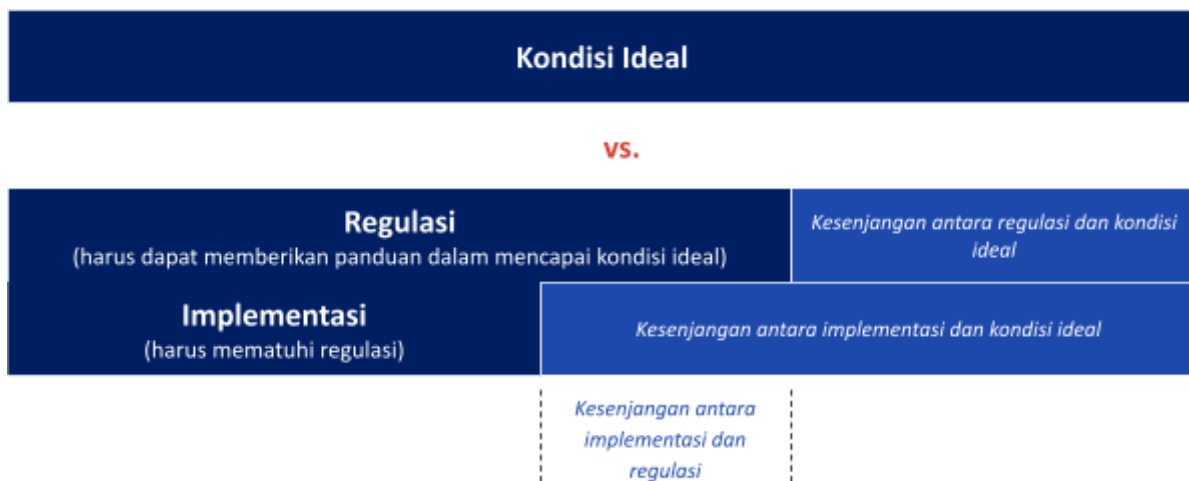 Kondisi Ideal
vs.
Regulasi
(harus dapat memberikan panduan dalam mencapai kondisi ideal)
Kesenjangan antara regulasi dan kondisi
ideal
Implementasi
(harus mematuhi regulasi)
Kesenjangan antara implementasi dan kondisi ideal
Kesenjangan antara
implementasi dan
regulasi